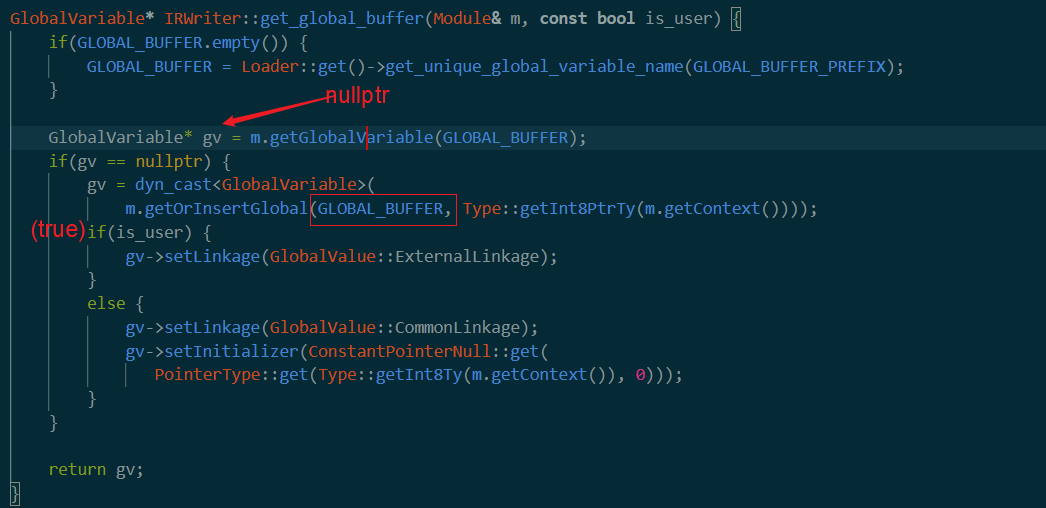 GlobalVariable* IRWriter::get_global_buffer(Module& m, const bool is_user) {
if(GLOBAL_BUFFER.empty()) {
GLOBAL_BUFFER = Loader::get()->get_unique_global_variable_name(GLOBAL_BUFFER_PREFIX);
}
nullptr
GlobalVariable* gv = m.getGlobalVariable(GLOBAL_BUFFER);
if(gv == nullptr) {
gv = dyn_cast<GlobalVariable>(
m.getOrInsertGlobal(GLOBAL_BUFFER, Type::getInt8PtrTy(m.getContext())));
(true) if(is_user) {
gv->setLinkage(GlobalValue::ExternalLinkage);
}
else {
gv->setLinkage(GlobalValue::CommonLinkage);
gv->setInitializer(ConstantPointerNull::get(
PointerType::get(Type::getInt8Ty(m.getContext()), 0)));
}
}
return gv;
}